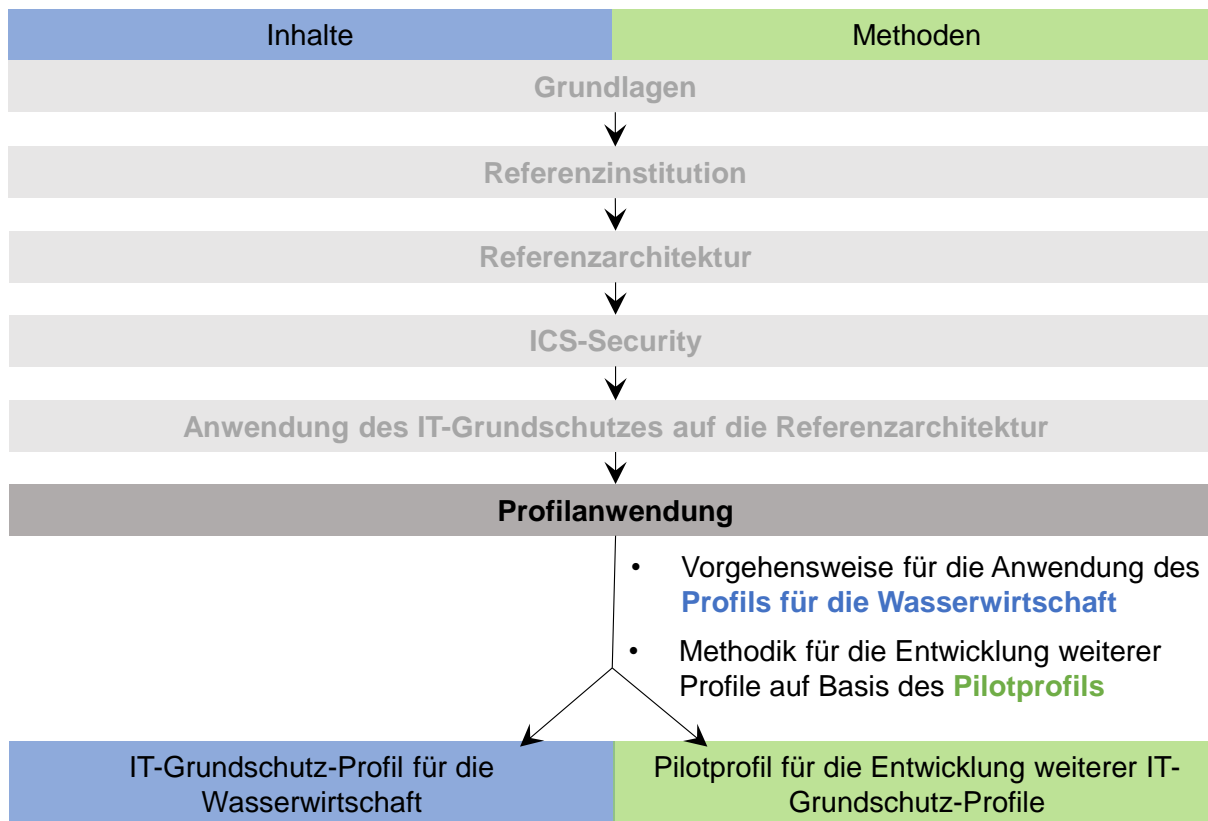 Inhalte
Methoden
Grundlagen
Referenzinstitution
Referenzarchitektur
ICS-Security
Anwendung des IT-Grundschutzes auf die Referenzarchitektur
Profilanwendung
• Vorgehensweise für die Anwendung des
Profils für die Wasserwirtschaft
• Methodik für die Entwicklung weiterer
Profile auf Basis des Pilotprofils
IT-Grundschutz-Profil für die
Wasserwirtschaft
Pilotprofil für die Entwicklung weiterer IT-
Grundschutz-Profile